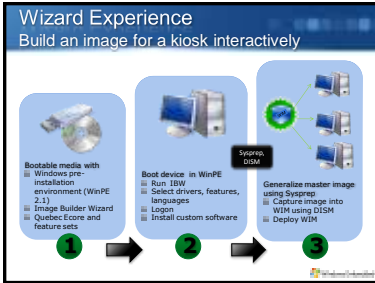 Wizard Experience
Build an image for a kiosk interactively
Bootable media with
Windows pre-
installation
environment (WinPE
2.1)
Image Builder Wizard
Quebec Ecore and
feature sets
1
Boot device in WinPE
Run IBW
Select drivers, features,
languages
Logon
Install custom software
2
Sysprep,
DISM
Generalize master image
using Sysprep
Capture image into
WIM using DISM
Deploy WIM
3